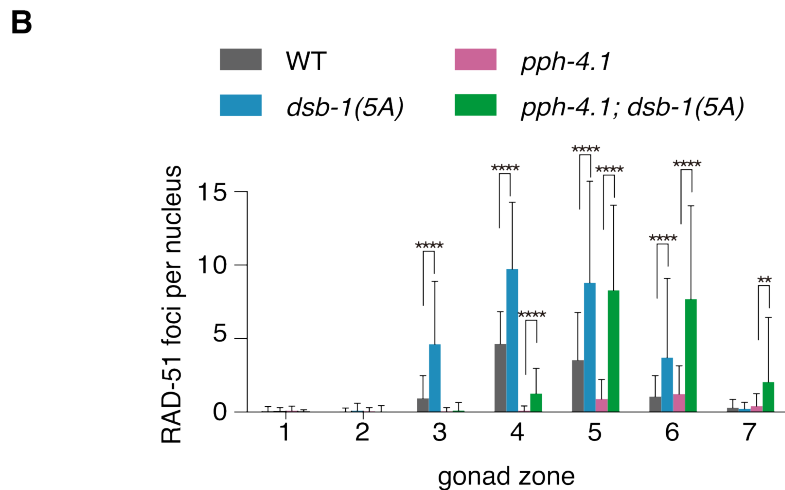 B
WT
pph-4.1
dsb-1(5A)
pph-4.1; dsb-1(5A)
RAD-51 foci per nucleus
15
10
5
0
****
****
****
****
****
****
****
**
1 2 3 4 5 6 7
gonad zone